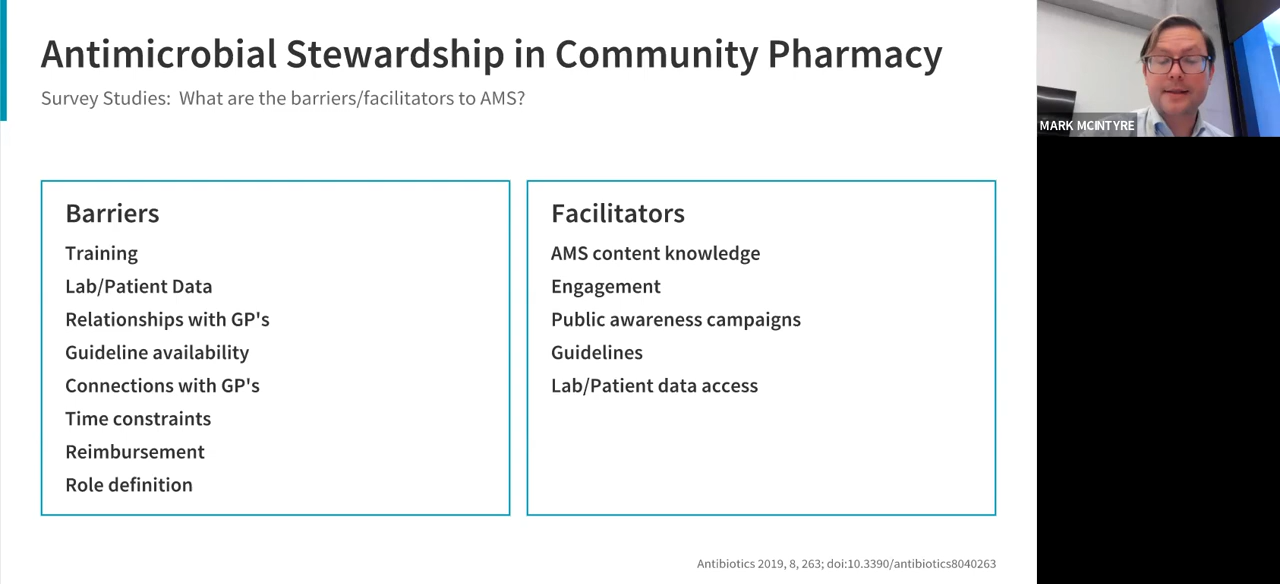 Antimicrobial Stewardship in Community Pharmacy
Survey Studies: What are the barriers/facilitators to AMS?
MARK MCINTYRE
Barriers
Training
Lab/Patient Data
Relationships with GP's
Guideline availability
Connections with GP's
Time constraints
Reimbursement
Role definition
Facilitators
AMS content knowledge
Engagement
Public awareness campaigns
Guidelines
Lab/Patient data access
Antibiotics 2019, 8, 263; doi:10.3390/antibiotics8040263